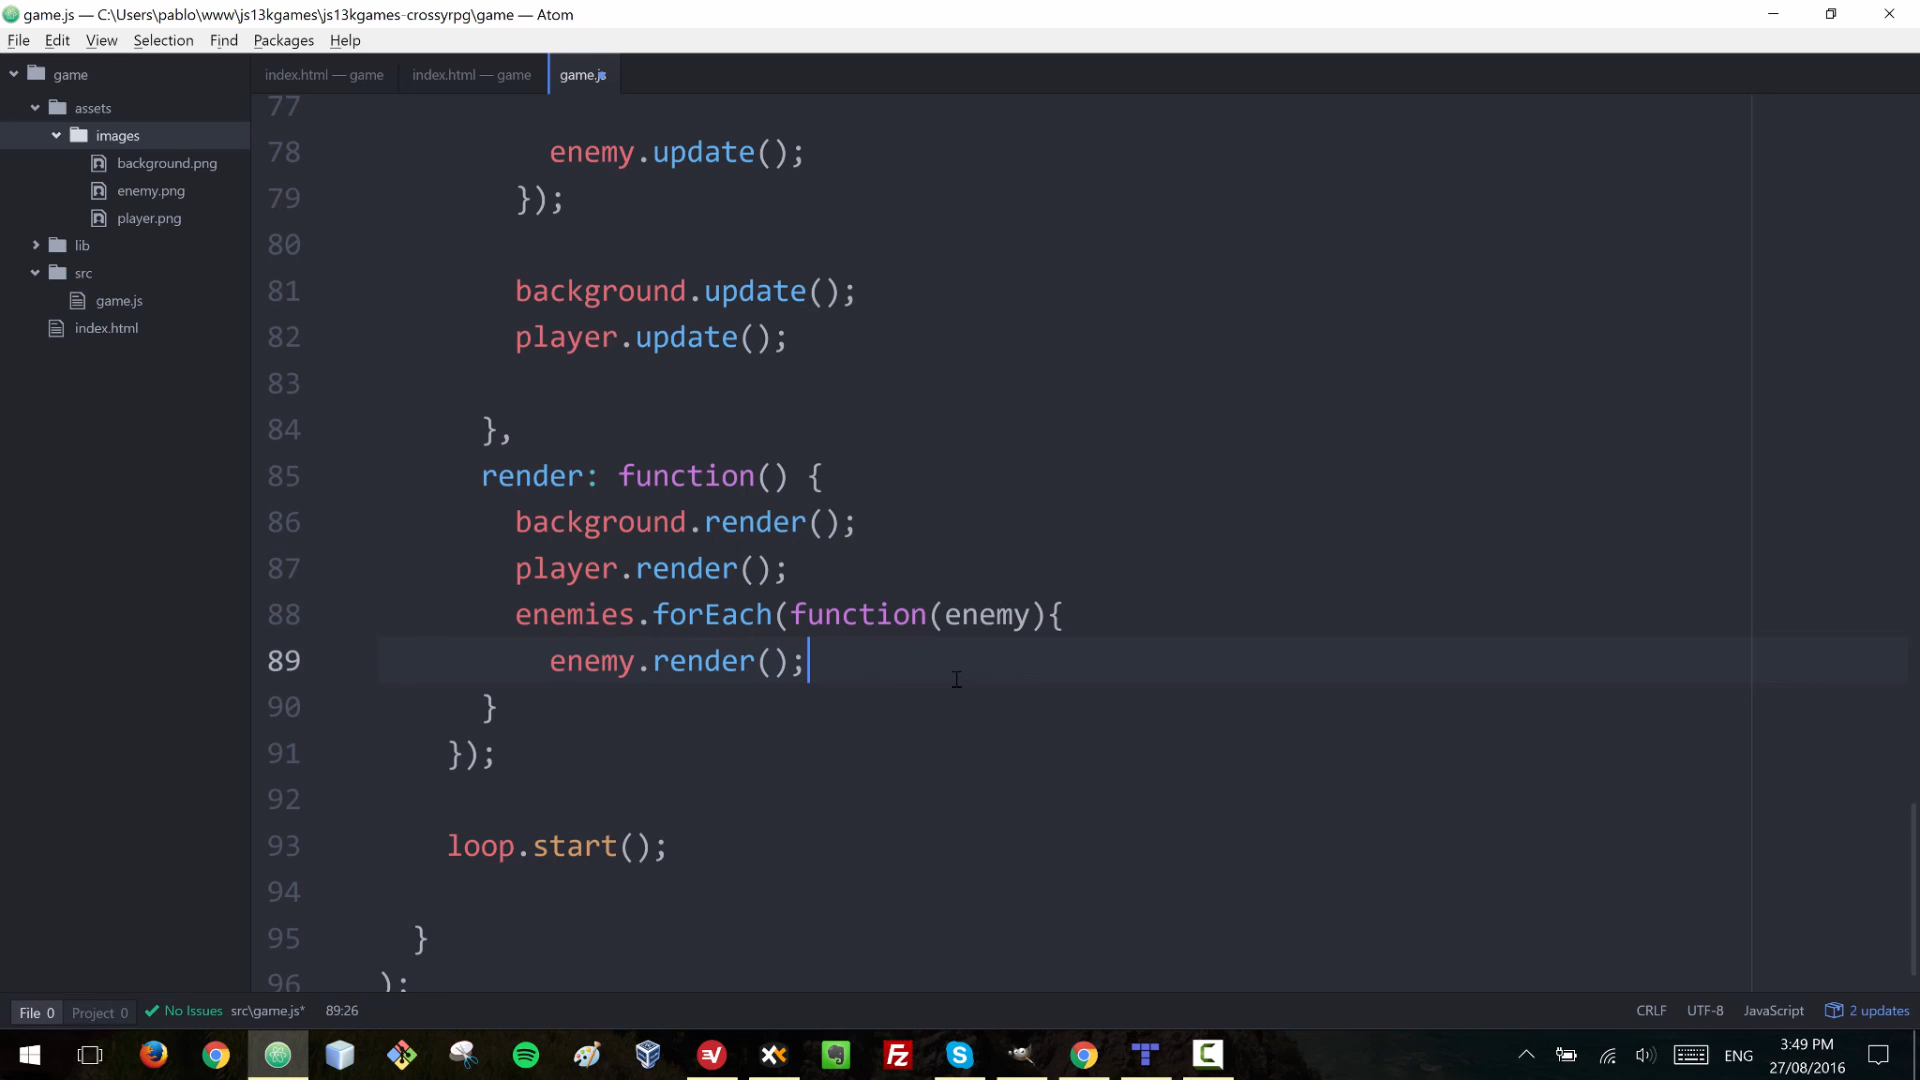 game.js — C:\Users\pablo\www\js13kgames\js13kgames-crossyrpg\game — Atom
File Edit View Selection Find Packages Help
game
assets
images
background.png
enemy.png
player.png
lib
src
game.js
index.html
index.html — game index.html — game game.js
77
78 enemy.update();
79 });
80
81 background.update();
82 player.update();
83
84 },
85 render: function() {
86 background.render();
87 player.render();
88 enemies.forEach(function(enemy){
89 enemy.render();
90 }
91 });
92
93 loop.start();
94
95 }
96 );
File 0 Project 0 No Issues src\game.js* 89:26 CRLF UTF-8 JavaScript 2 updates
ENG 3:49 PM
27/08/2016